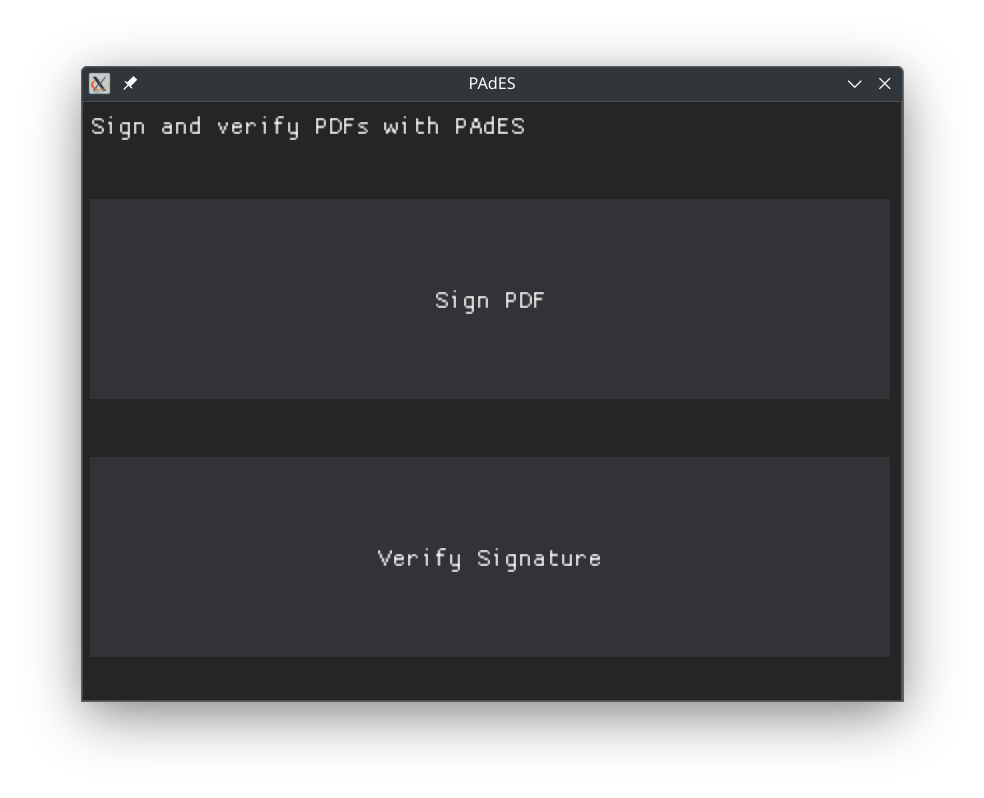 PAdES
Sign and verify PDFs with PAdES
Sign PDF
Verify Signature